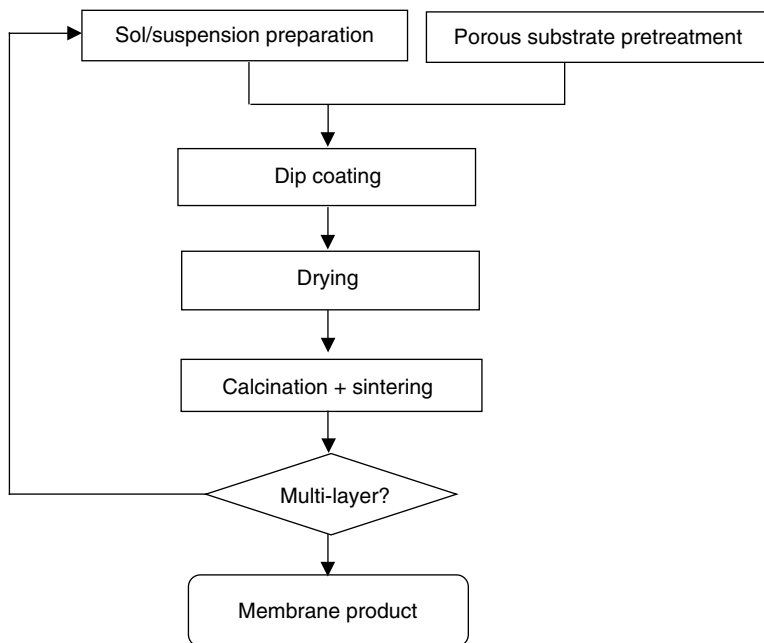 Sol/suspension preparation
Porous substrate pretreatment
Dip coating
Drying
Calcination + sintering
Multi-layer?
Membrane product